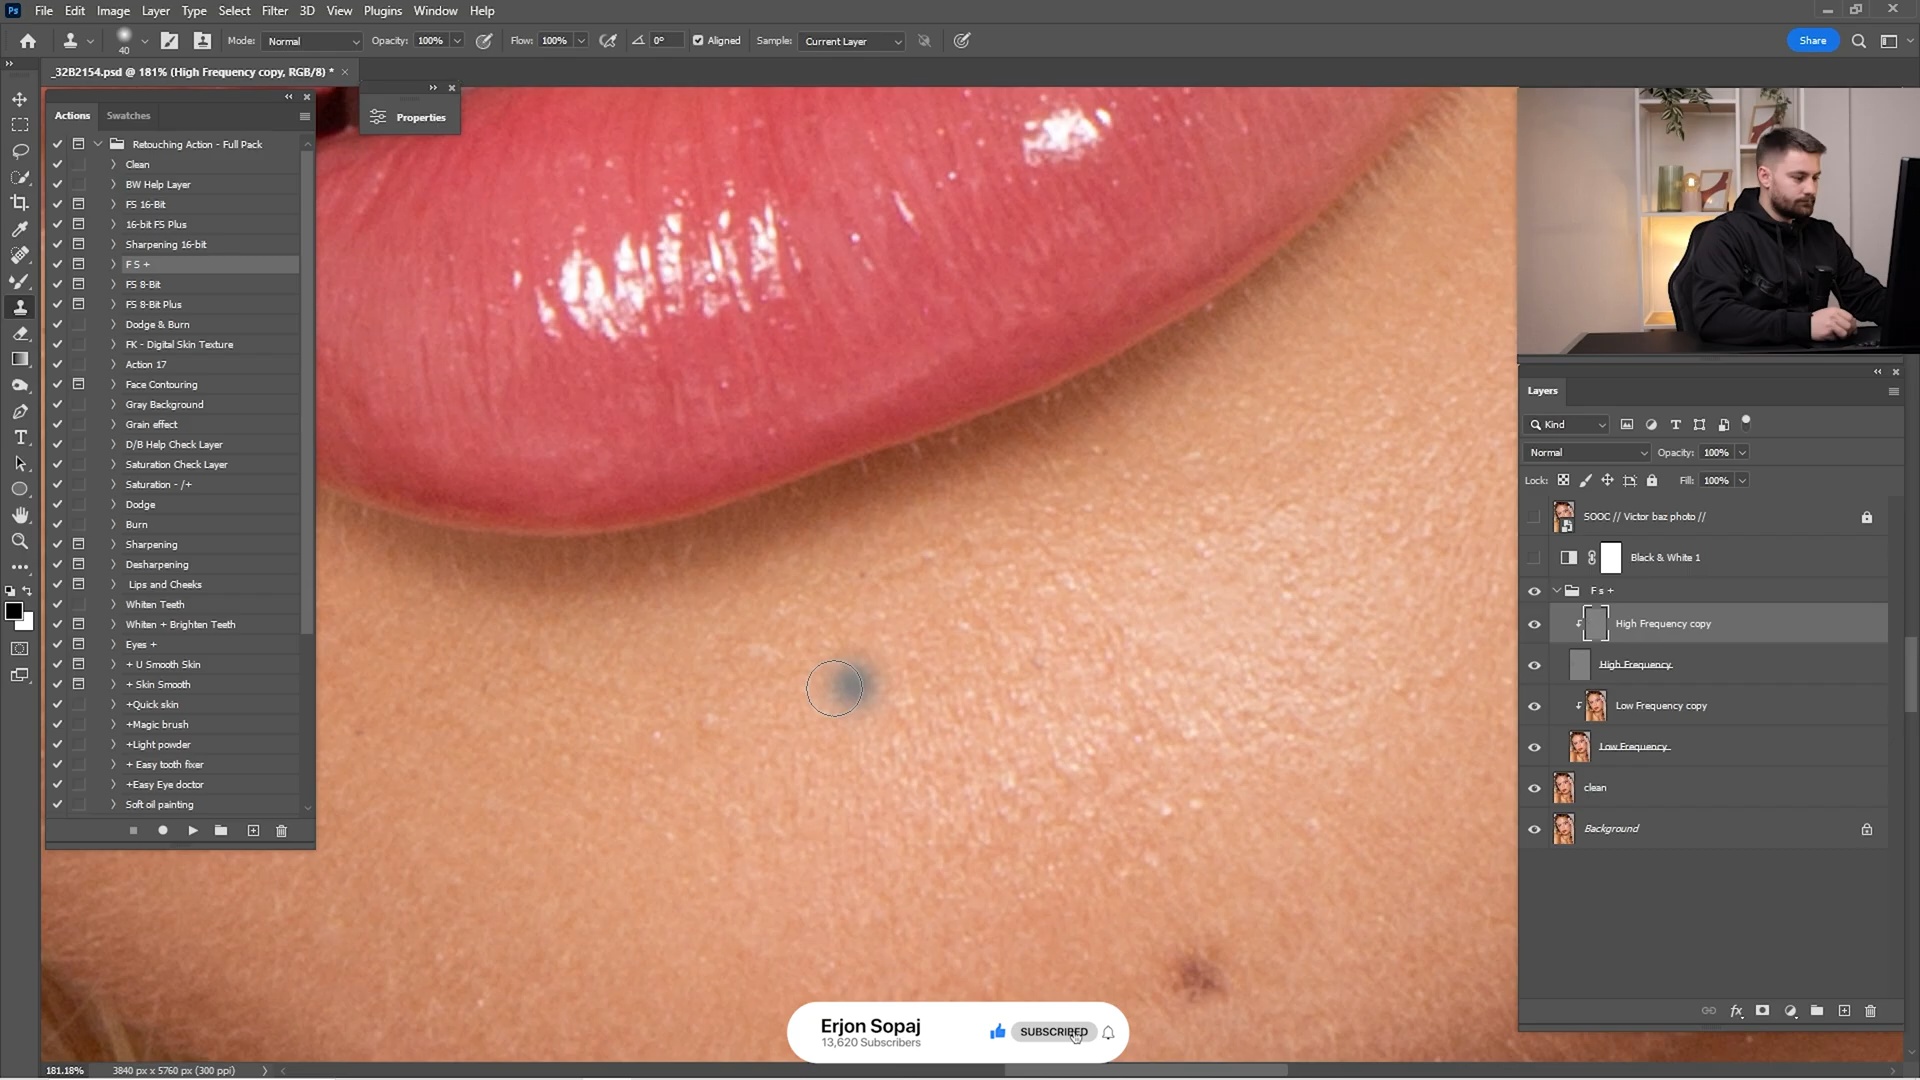 Ps File Edit Image Layer Type Select Filter 3D View Plugins Window Help
40 Mode: Normal Opacity: 100% Flow: 100% 0° Aligned Sample: Current Layer Share
_32B2154.psd @ 181% (High Frequency copy, RGB/8) *
Properties
Actions Swatches
Retouching Action - Full Pack
Clean
BW Help Layer
FS 16-Bit
16-bit FS Plus
Sharpening 16-bit
F S +
FS 8-Bit
FS 8-Bit Plus
Dodge & Burn
FK - Digital Skin Texture
Action 17
Face Contouring
Gray Background
Grain effect
D/B Help Check Layer
Saturation Check Layer
Saturation - /+
Dodge
Burn
Sharpening
Desharpening
Lips and Cheeks
Whiten Teeth
Whiten + Brighten Teeth
Eyes +
+ U Smooth Skin
+ Skin Smooth
+Quick skin
+Magic brush
+Light powder
+ Easy tooth fixer
+Easy Eye doctor
Soft oil painting
Layers
Kind
Normal Opacity: 100%
Lock: Fill: 100%
SOOC // Victor baz photo //
Black & White 1
F s +
High Frequency copy
High Frequency
Low Frequency copy
Low Frequency
clean
Background
Erjon Sopaj
13,620 Subscribers
SUBSCRIBED
181.18% 3840 px x 5760 px (300 ppi)